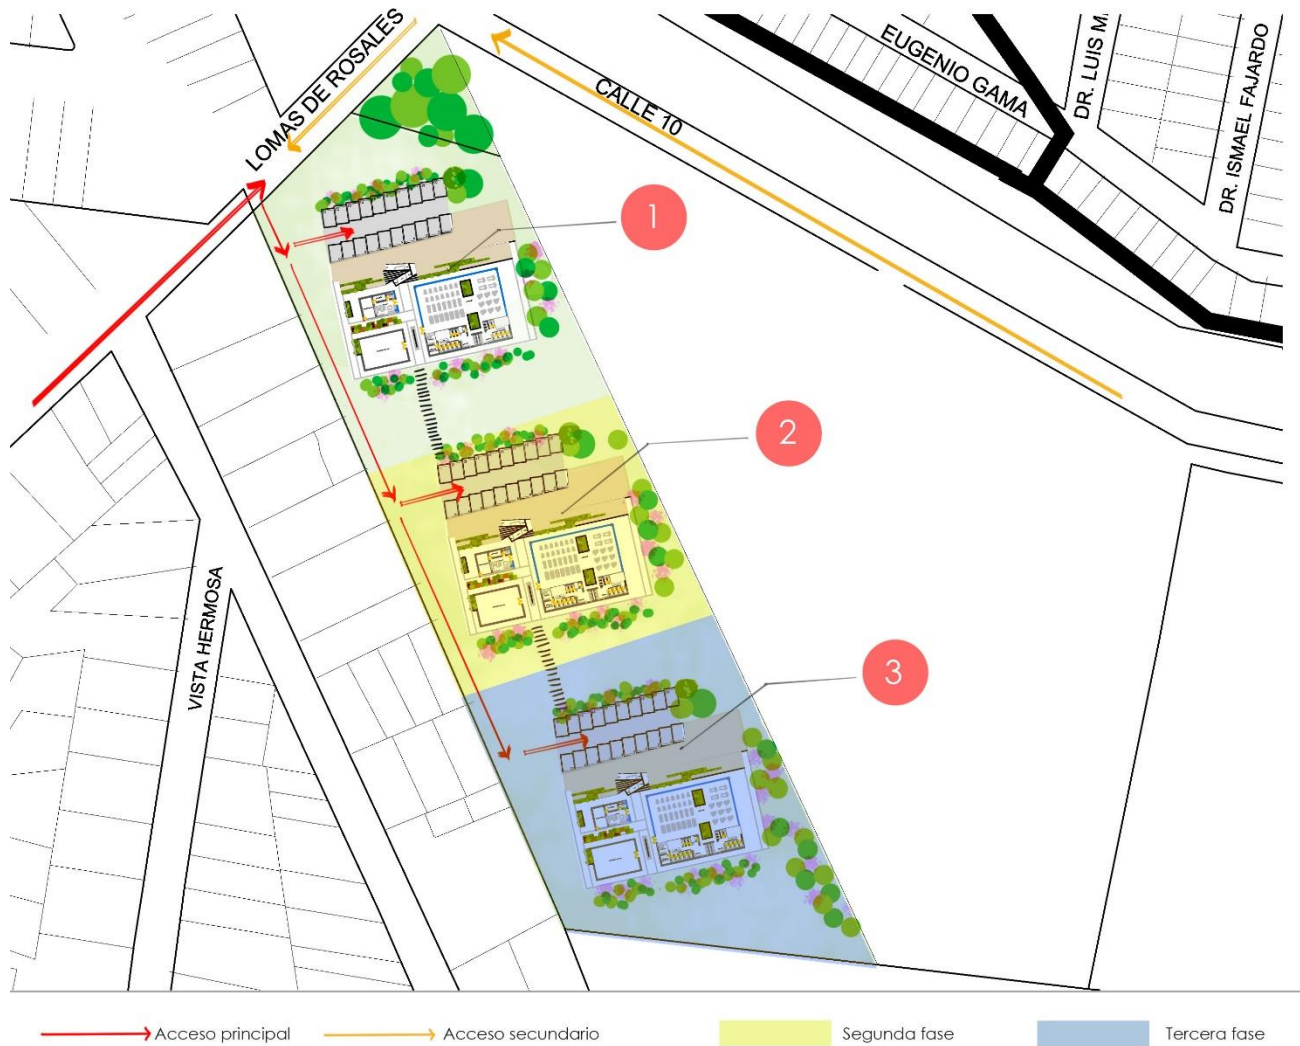 LOMAS DE ROSALES
CALLE 10
EUGENIO GAMA
DR. LUIS M
DR. ISMAEL FAJARDO
VISTA HERMOSA
1
2
3
Acceso principal
Acceso secundario
Segunda fase
Tercera fase